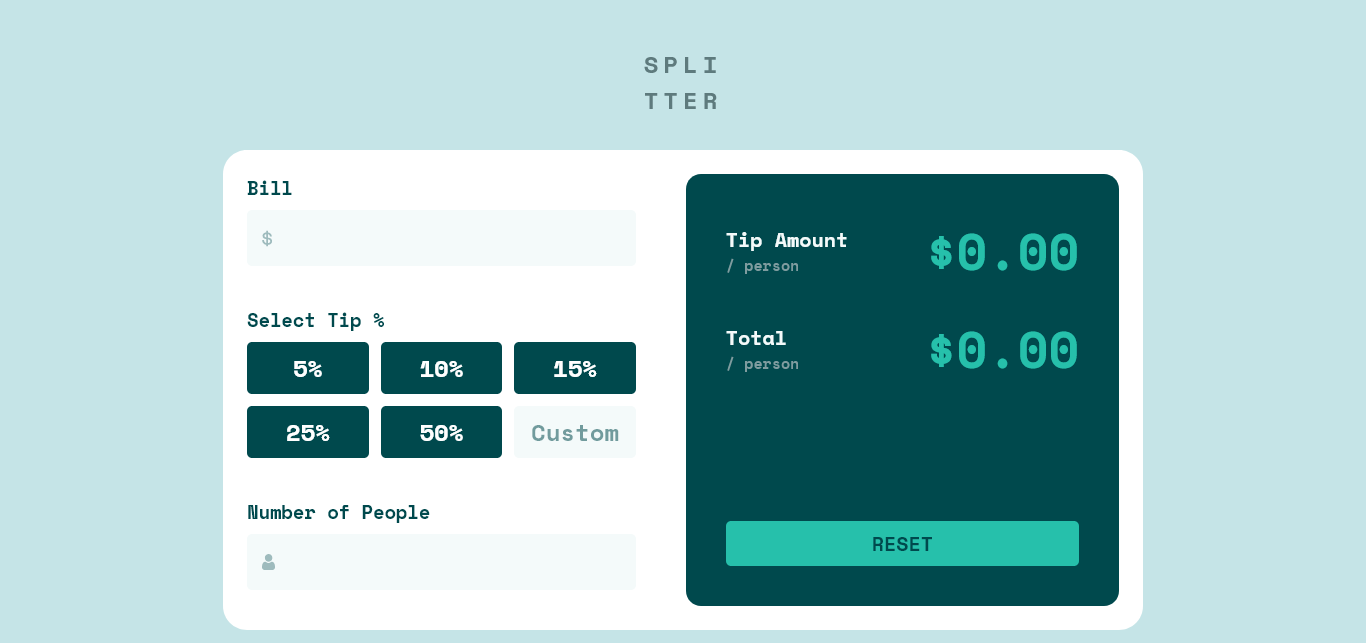 SPLI
TTER
Bill
$
Select Tip %
5% 10% 15%
25% 50% Custom
Number of People
Tip Amount
/ person
$0.00
Total
/ person
$0.00
RESET